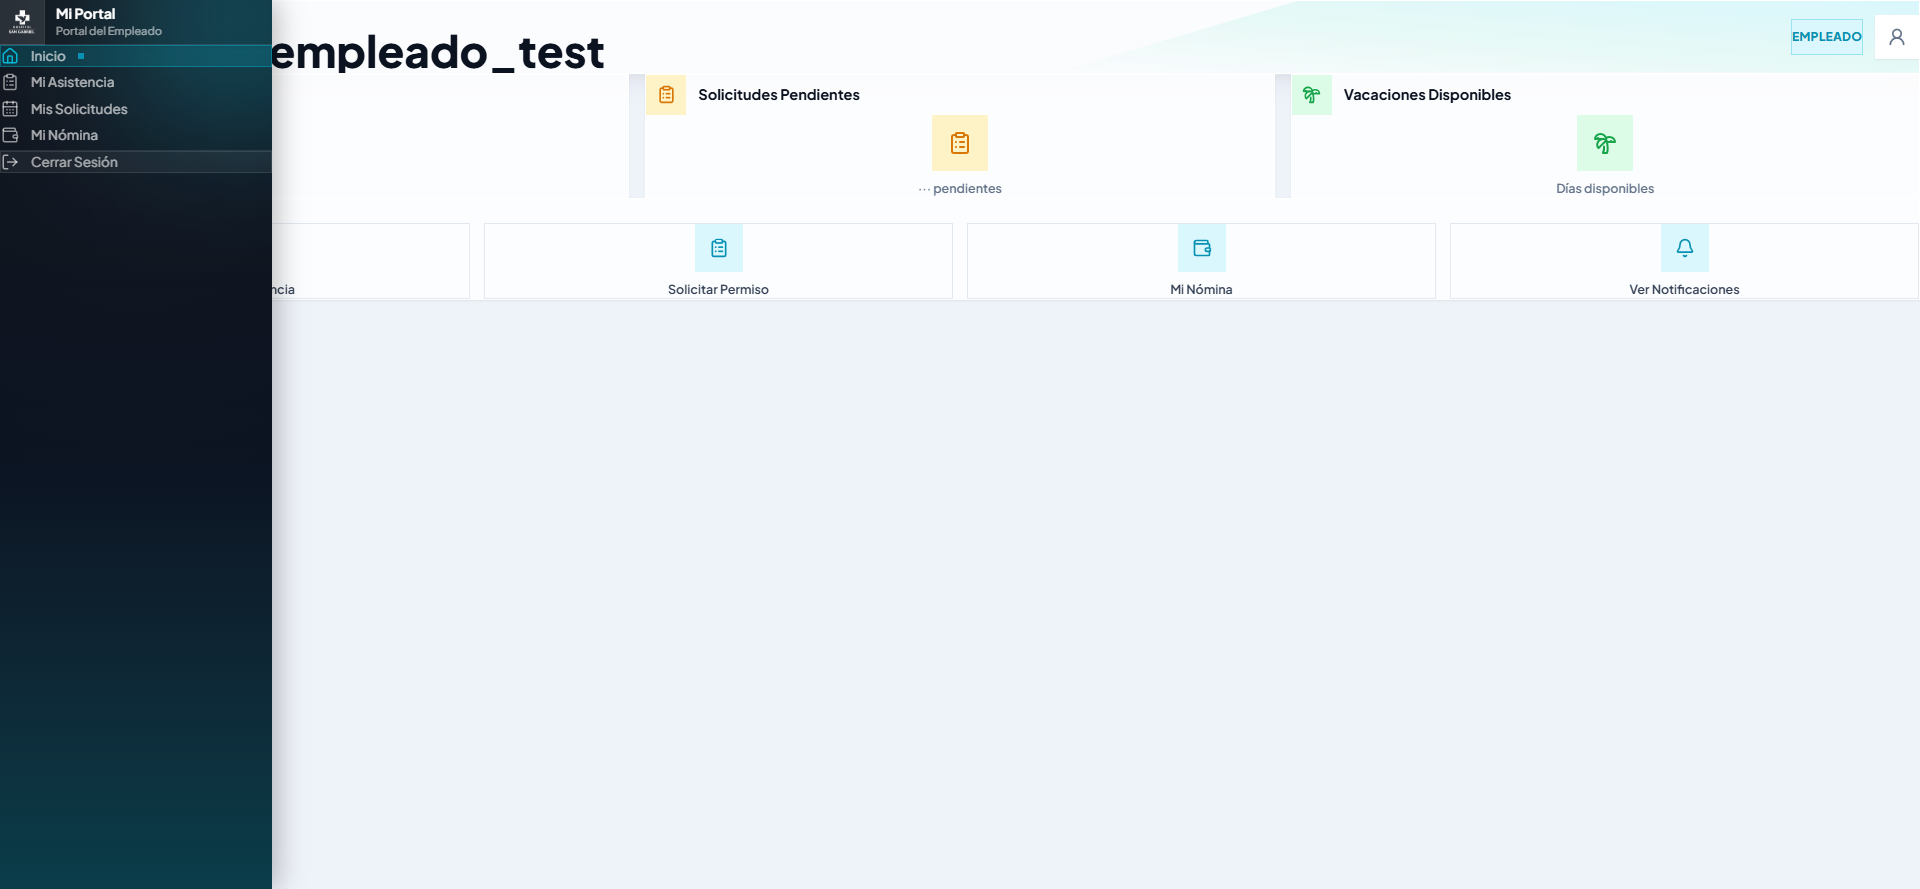 Mi Portal
Portal del Empleado
Inicio
Mi Asistencia
Mis Solicitudes
Mi Nómina
Cerrar Sesión
empleado_test
EMPLEADO
Solicitudes Pendientes
··· pendientes
Vacaciones Disponibles
Días disponibles
ncia
Solicitar Permiso
Mi Nómina
Ver Notificaciones